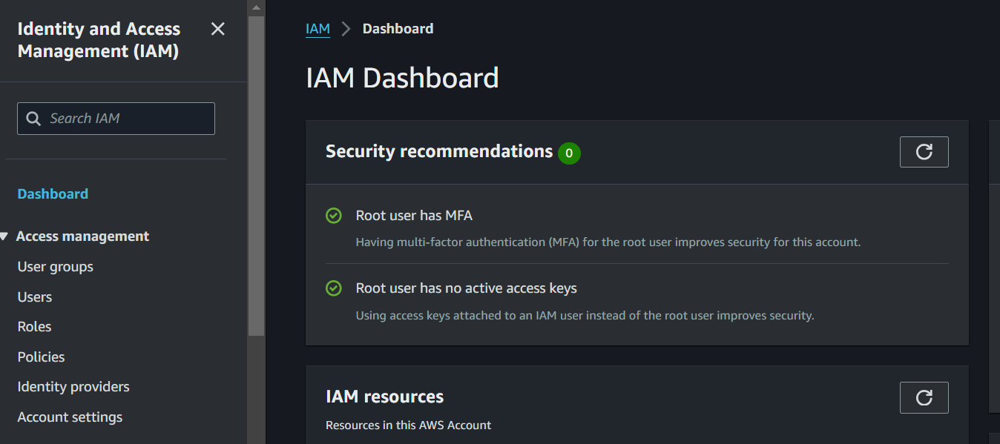 Identity and Access
Management (IAM)
Search IAM
Dashboard
Access management
User groups
Users
Roles
Policies
Identity providers
Account settings
IAM
Dashboard
IAM Dashboard
Security recommendations 0
Root user has MFA
Having multi-factor authentication (MFA) for the root user improves security for this account.
Root user has no active access keys
Using access keys attached to an IAM user instead of the root user improves security.
IAM resources
Resources in this AWS Account